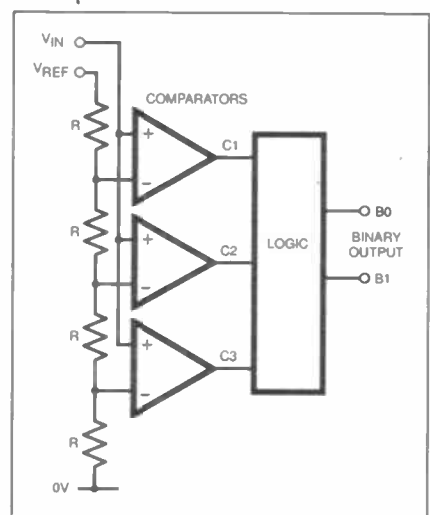 VIN
VREF
COMPARATORS
R
+
−
C1
R
+
−
C2
LOGIC
B0
BINARY
OUTPUT
B1
R
+
−
C3
R
0V